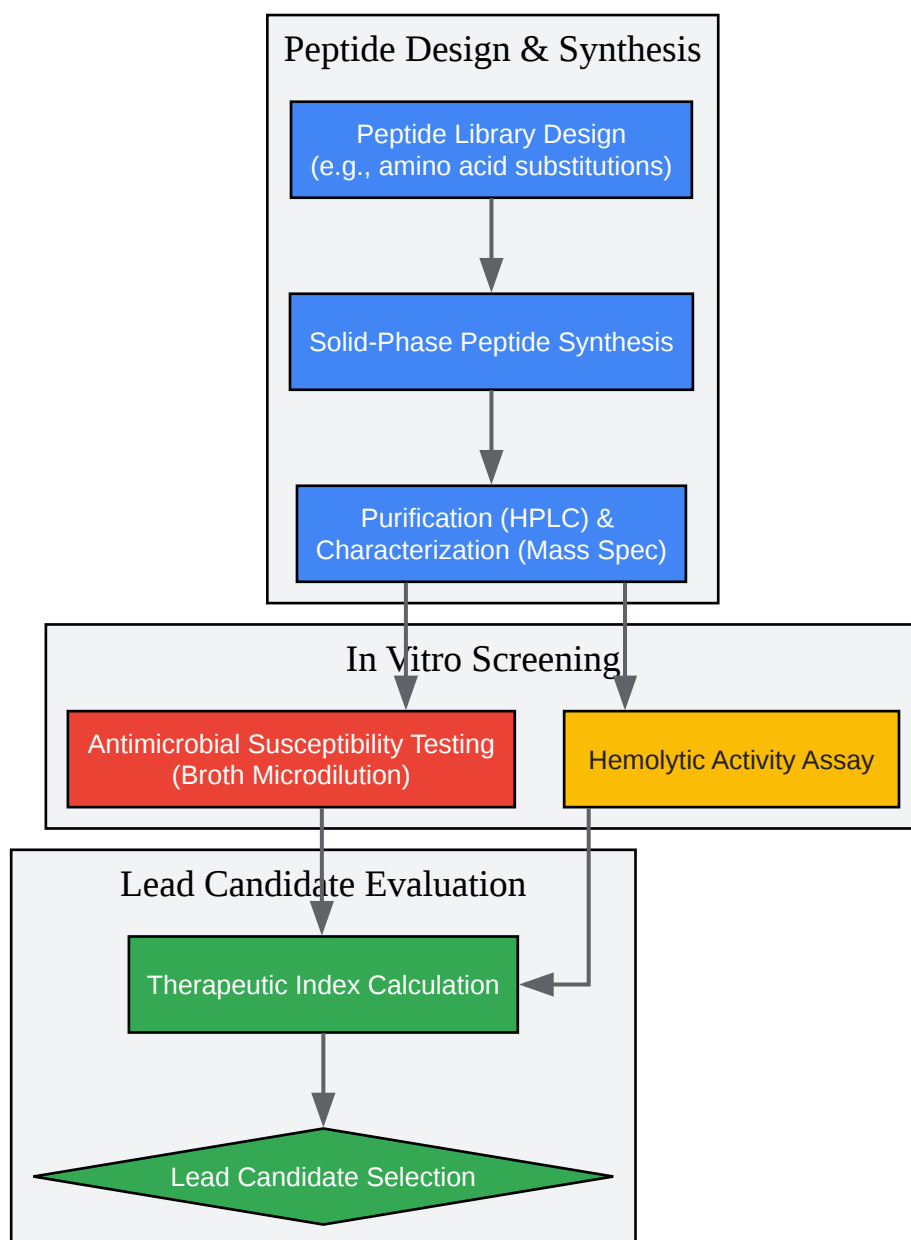 Peptide Design & Synthesis
Peptide Library Design
(e.g., amino acid substitutions)
Solid-Phase Peptide Synthesis
Purification (HPLC) &
Characterization (Mass Spec)
In Vitro Screening
Antimicrobial Susceptibility Testing
(Broth Microdilution)
Hemolytic Activity Assay
Lead Candidate Evaluation
Therapeutic Index Calculation
Lead Candidate Selection